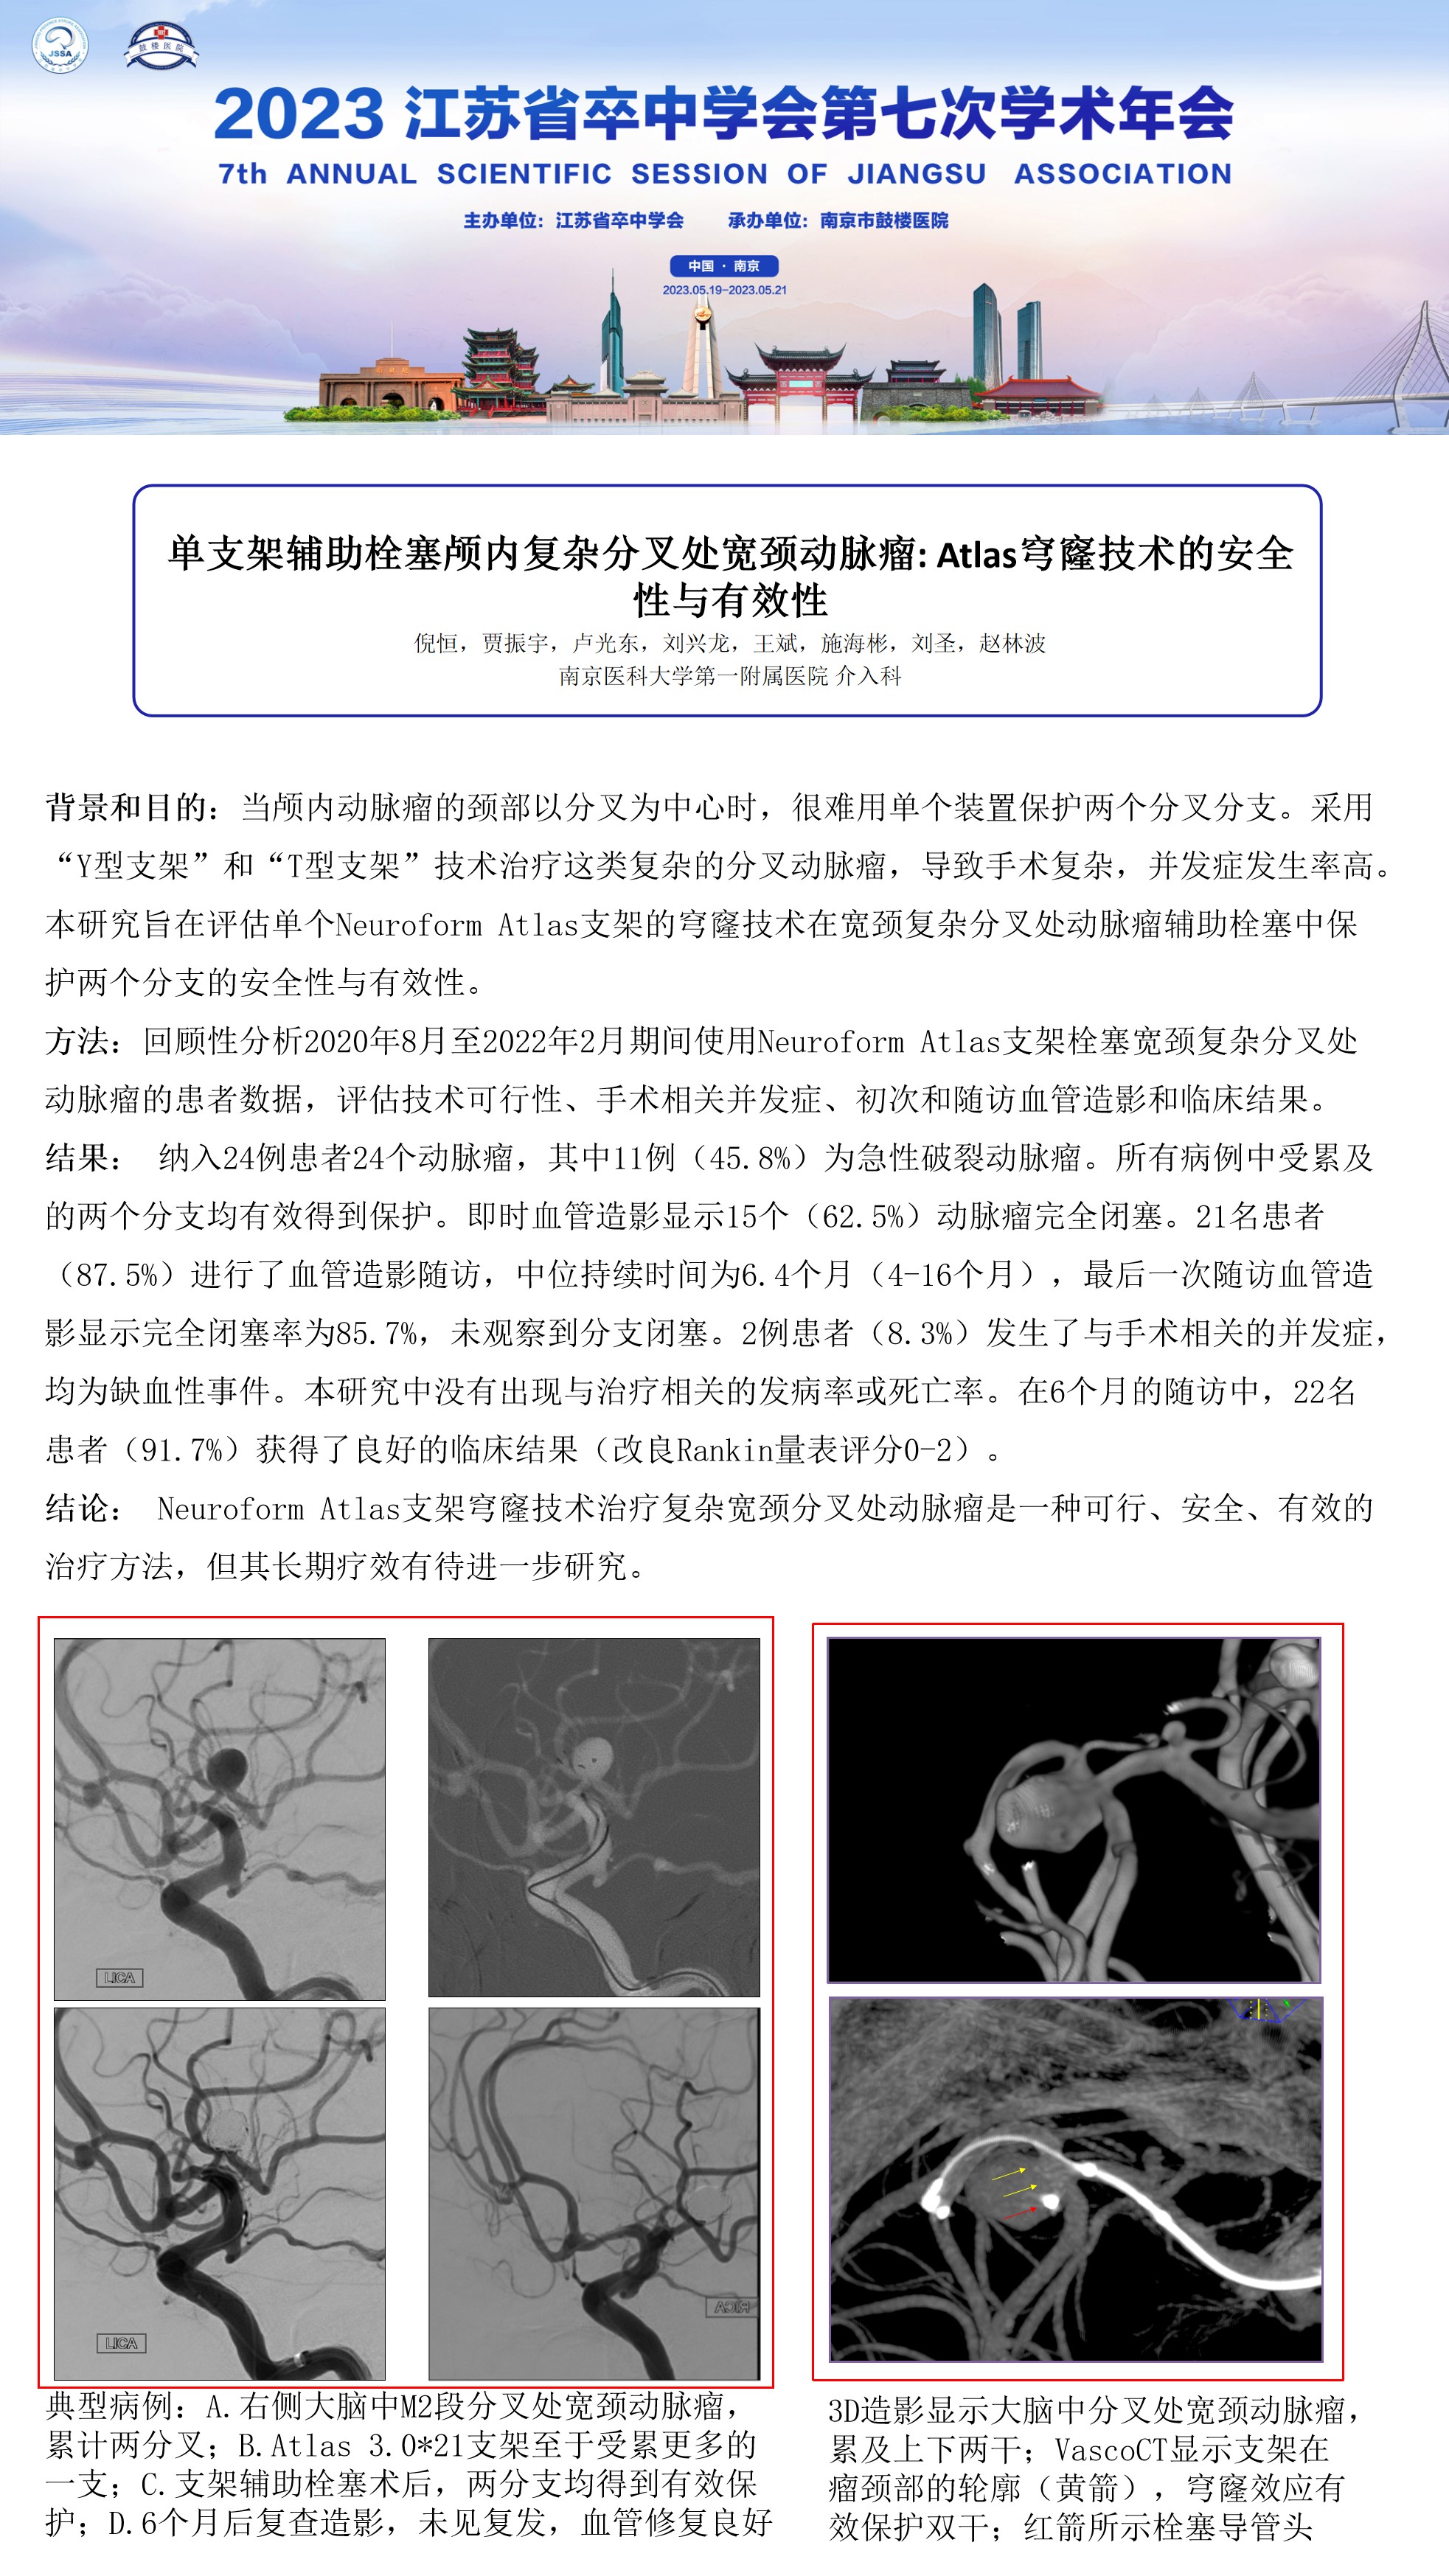 JSSA
鼓楼医院
2023 江苏省卒中学会第七次学术年会
7th ANNUAL SCIENTIFIC SESSION OF JIANGSU ASSOCIATION
主办单位：江苏省卒中学会 承办单位：南京市鼓楼医院
中国 · 南京
2023.05.19-2023.05.21
单支架辅助栓塞颅内复杂分叉处宽颈动脉瘤: Atlas穹窿技术的安全
性与有效性
倪恒，贾振宇，卢光东，刘兴龙，王斌，施海彬，刘圣，赵林波
南京医科大学第一附属医院 介入科
背景和目的：当颅内动脉瘤的颈部以分叉为中心时，很难用单个装置保护两个分叉分支。采用
“Y型支架”和“T型支架”技术治疗这类复杂的分叉动脉瘤，导致手术复杂，并发症发生率高。
本研究旨在评估单个Neuroform Atlas支架的穹窿技术在宽颈复杂分叉处动脉瘤辅助栓塞中保
护两个分支的安全性与有效性。
方法：回顾性分析2020年8月至2022年2月期间使用Neuroform Atlas支架栓塞宽颈复杂分叉处
动脉瘤的患者数据，评估技术可行性、手术相关并发症、初次和随访血管造影和临床结果。
结果： 纳入24例患者24个动脉瘤，其中11例（45.8%）为急性破裂动脉瘤。所有病例中受累及
的两个分支均有效得到保护。即时血管造影显示15个（62.5%）动脉瘤完全闭塞。21名患者
（87.5%）进行了血管造影随访，中位持续时间为6.4个月（4-16个月），最后一次随访血管造
影显示完全闭塞率为85.7%，未观察到分支闭塞。2例患者（8.3%）发生了与手术相关的并发症，
均为缺血性事件。本研究中没有出现与治疗相关的发病率或死亡率。在6个月的随访中，22名
患者（91.7%）获得了良好的临床结果（改良Rankin量表评分0-2）。
结论： Neuroform Atlas支架穹窿技术治疗复杂宽颈分叉处动脉瘤是一种可行、安全、有效的
治疗方法，但其长期疗效有待进一步研究。
LICA
LICA
RICA
典型病例：A.右侧大脑中M2段分叉处宽颈动脉瘤，
累计两分叉；B.Atlas 3.0*21支架至于受累更多的
一支；C.支架辅助栓塞术后，两分支均得到有效保
护；D.6个月后复查造影，未见复发，血管修复良好
3D造影显示大脑中分叉处宽颈动脉瘤，
累及上下两干；VascoCT显示支架在
瘤颈部的轮廓（黄箭），穹窿效应有
效保护双干；红箭所示栓塞导管头